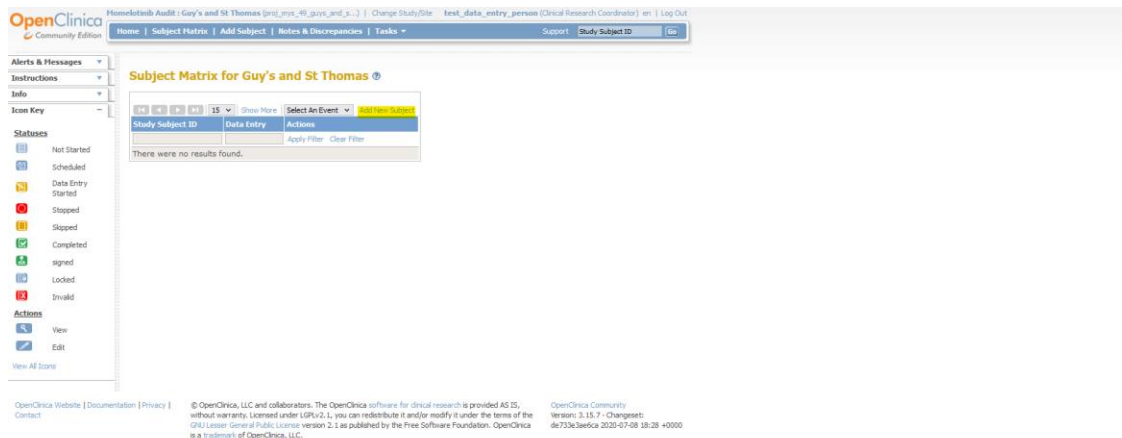 OpenClinica
Community Edition
Homelotinib Audit : Guy's and St Thomas (proj_mys_49_guys_and_s...) | Change Study/Site test_data_entry_person (Clinical Research Coordinator) en | Log Out
Home | Subject Matrix | Add Subject | Notes & Discrepancies | Tasks
Support Study Subject ID Go
Alerts & Messages
Instructions
Info
Icon Key
Subject Matrix for Guy's and St Thomas
15 Show More Select An Event Add New Subject
Study Subject ID Data Entry Actions
Apply Filter Clear Filter
There were no results found.
Statuses
Not Started
Scheduled
Data Entry
Started
Stopped
Skipped
Completed
signed
Locked
Invalid
Actions
View
Edit
View All Icons
OpenClinica Website | Documentation | Privacy |
Contact
© OpenClinica, LLC and collaborators. The OpenClinica software for clinical research is provided AS IS,
without warranty. Licensed under LGPLv2.1, you can redistribute it and/or modify it under the terms of the
GNU Lesser General Public License version 2.1 as published by the Free Software Foundation. OpenClinica
is a trademark of OpenClinica, LLC.
OpenClinica Community
Version: 3.15.7 - Changeset:
de733e3ae6ca 2020-07-08 18:28 +0000